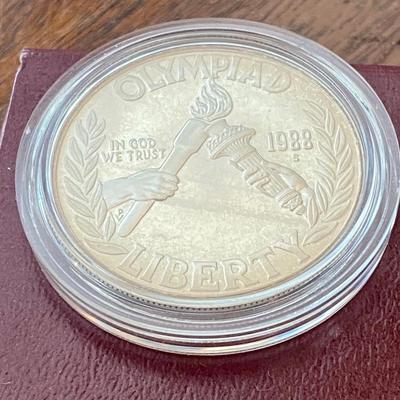 OLYMPIAD
IN GOD
WE TRUST
1988
S
LIBERTY